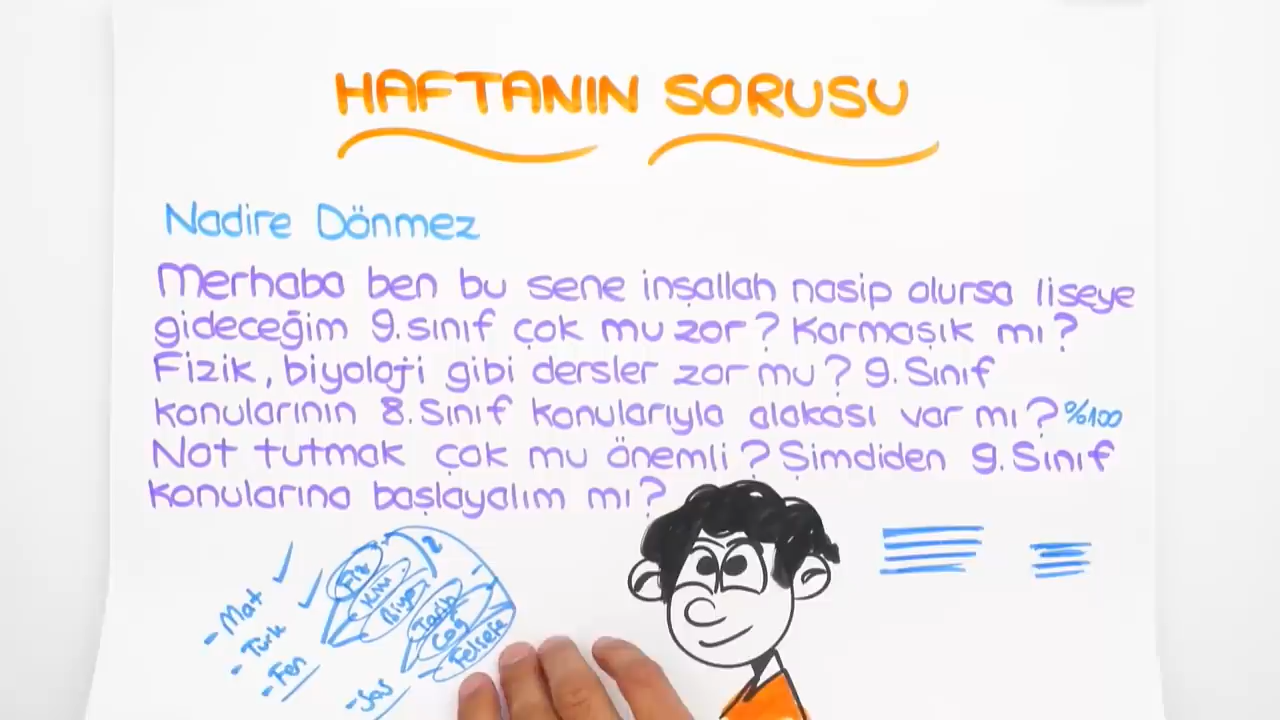 HAFTANIN SORUSU
Nadire Dönmez
Merhaba ben bu sene inşallah nasip olursa liseye
gideceğim 9.sınıf çok mu zor? Karmaşık mı?
Fizik, biyoloji gibi dersler zor mu? 9. Sınıf
konularının 8. Sınıf konularıyla alakası var mı? %100
Not tutmak çok mu önemli? Şimdiden 9. Sınıf
konularına başlayalım mı?
- Mat
- Türk
- Fen
- Sos
Fiz
Kim
Biyo
Tarih
Coğ
Felsefe